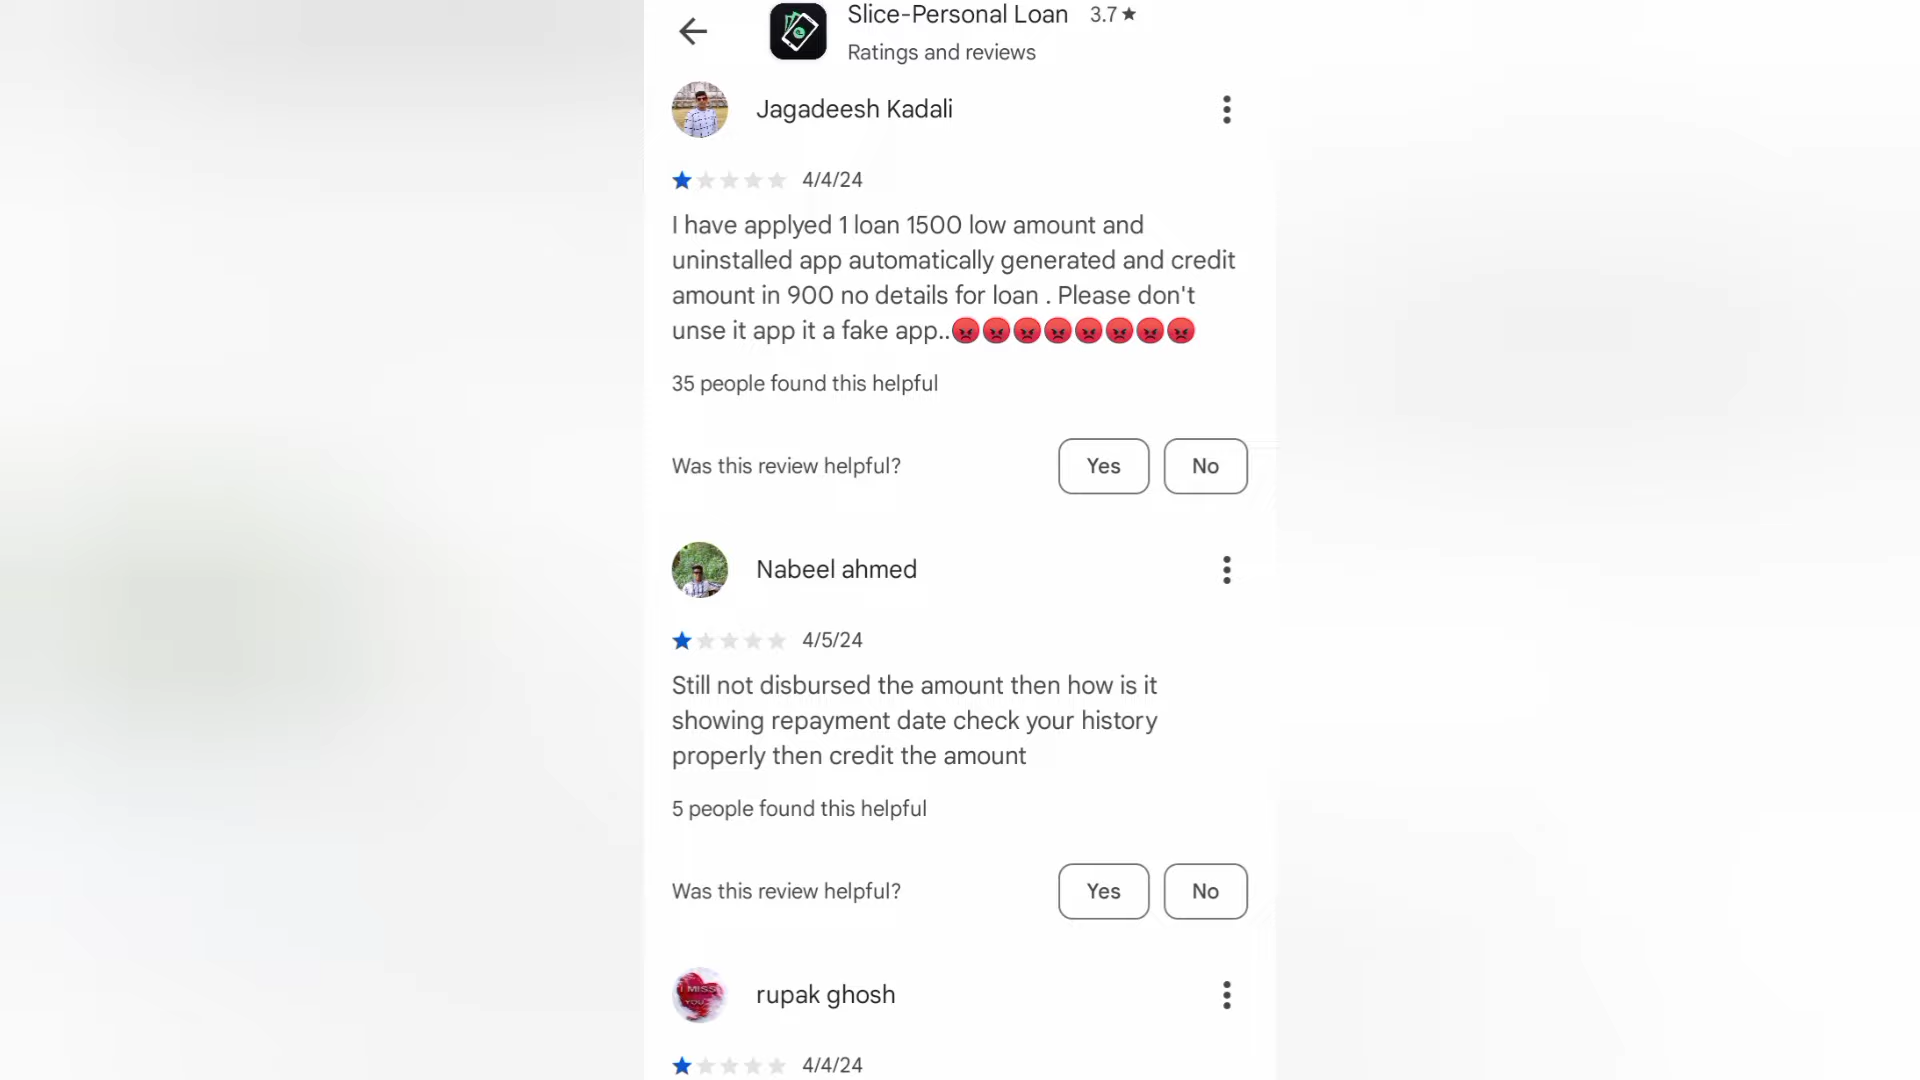 Slice-Personal Loan 3.7★
Ratings and reviews
Jagadeesh Kadali
4/4/24
I have applyed 1 loan 1500 low amount and
uninstalled app automatically generated and credit
amount in 900 no details for loan . Please don't
unse it app it a fake app..😡😡😡😡😡😡😡😡
35 people found this helpful
Was this review helpful? Yes No
Nabeel ahmed
4/5/24
Still not disbursed the amount then how is it
showing repayment date check your history
properly then credit the amount
5 people found this helpful
Was this review helpful? Yes No
I MISS
YOU
rupak ghosh
4/4/24